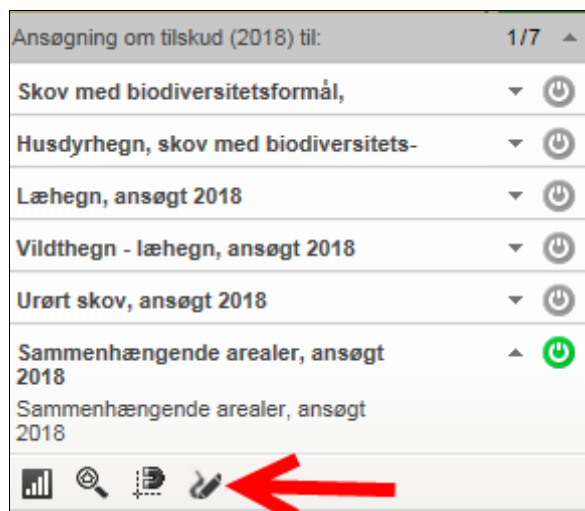 Ansøgning om tilskud (2018) til: 1/7
Skov med biodiversitetsformål,
Husdyrhegn, skov med biodiversitets-
Læhegn, ansøgt 2018
Vildthegn - læhegn, ansøgt 2018
Urørt skov, ansøgt 2018
Sammenhængende arealer, ansøgt
2018
Sammenhængende arealer, ansøgt
2018